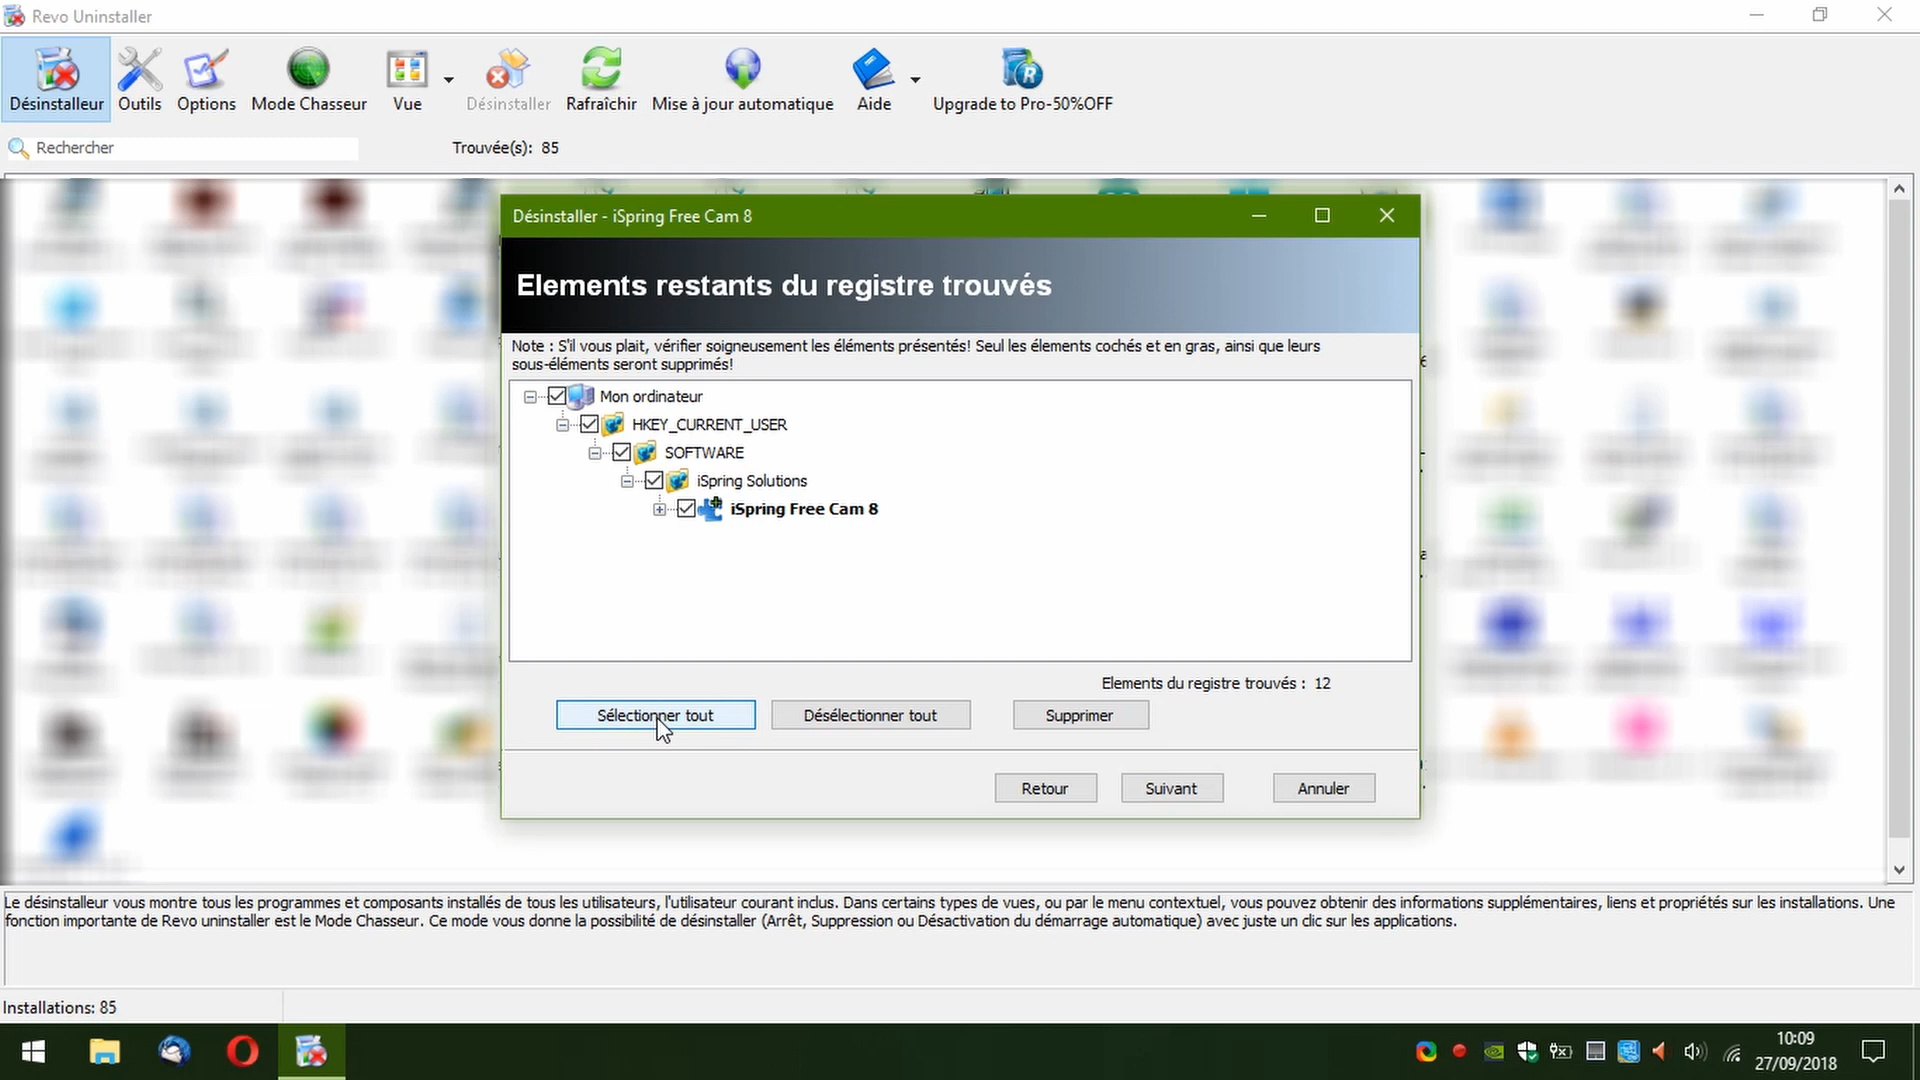 Revo Uninstaller
Désinstalleur
Outils
Options
Mode Chasseur
Vue
Désinstaller
Rafraîchir
Mise à jour automatique
Aide
Upgrade to Pro-50%OFF
Rechercher
Trouvée(s): 85
Désinstaller - iSpring Free Cam 8
Elements restants du registre trouvés
Note : S'il vous plait, vérifier soigneusement les éléments présentés! Seul les élements cochés et en gras, ainsi que leurs
sous-éléments seront supprimés!
Mon ordinateur
HKEY_CURRENT_USER
SOFTWARE
iSpring Solutions
iSpring Free Cam 8
Elements du registre trouvés : 12
Sélectionner tout
Désélectionner tout
Supprimer
Retour
Suivant
Annuler
Le désinstalleur vous montre tous les programmes et composants installés de tous les utilisateurs, l'utilisateur courant inclus. Dans certains types de vues, ou par le menu contextuel, vous pouvez obtenir des informations supplémentaires, liens et propriétés sur les installations. Une
fonction importante de Revo uninstaller est le Mode Chasseur. Ce mode vous donne la possibilité de désinstaller (Arrêt, Suppression ou Désactivation du démarrage automatique) avec juste un clic sur les applications.
Installations: 85
10:09
27/09/2018